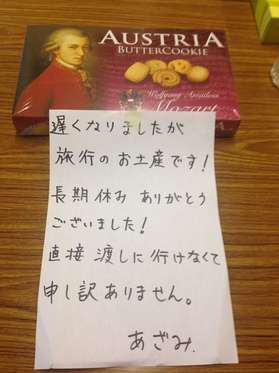 AUSTRIA
BUTTERCOOKIE
Wolfgang Amadeus
Mozart
遅くなりましたが
旅行のお土産です!
長期休み ありがとう
ございました!
直接 渡しに行けなくて
申し訳ありません。
あざみ.